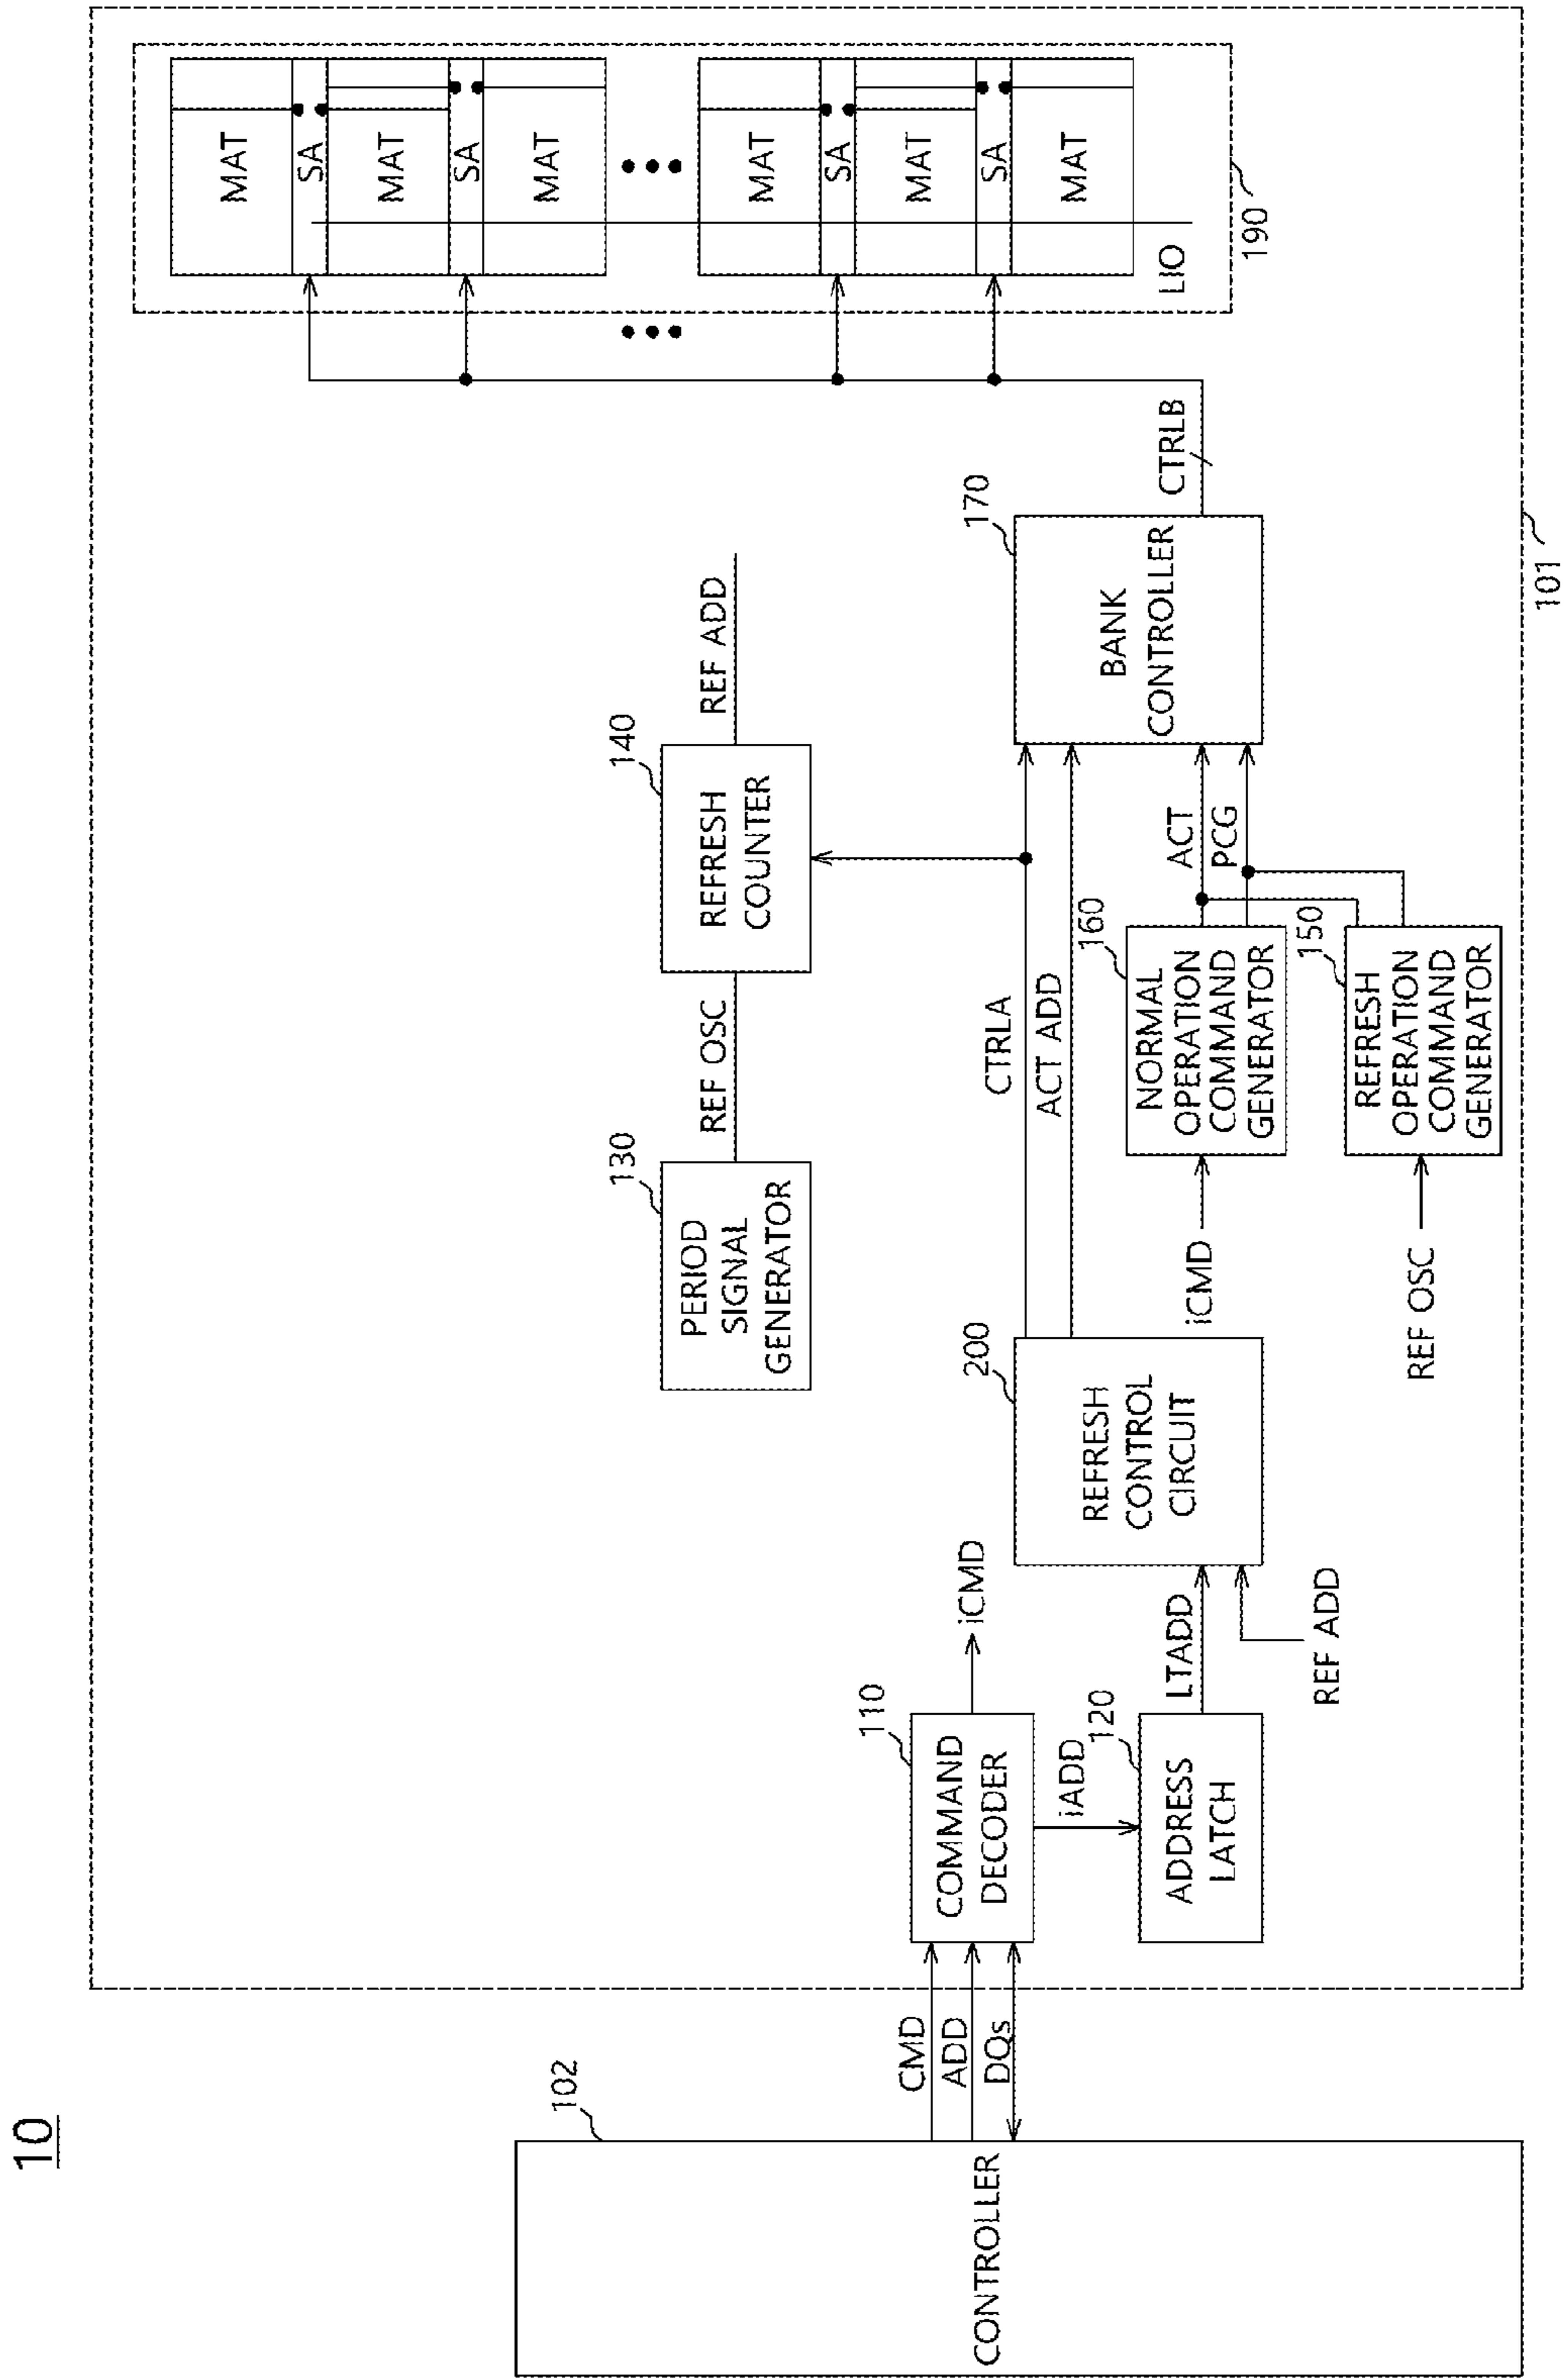 10
102
CONTROLLER
CMD
ADD
DQs
110
COMMAND
DECODER
iCMD
iADD
120
ADDRESS
LATCH
LTADD
REF ADD
200
REFRESH
CONTROL
CIRCUIT
130
PERIOD
SIGNAL
GENERATOR
REF OSC
140
REFRESH
COUNTER
REF ADD
CTRLA
ACT ADD
iCMD
160
NORMAL
OPERATION
COMMAND
GENERATOR
REF OSC
150
REFRESH
OPERATION
COMMAND
GENERATOR
ACT
PCG
170
BANK
CONTROLLER
CTRLB
MAT
SA
MAT
SA
MAT
MAT
SA
MAT
SA
MAT
LIO
190
101